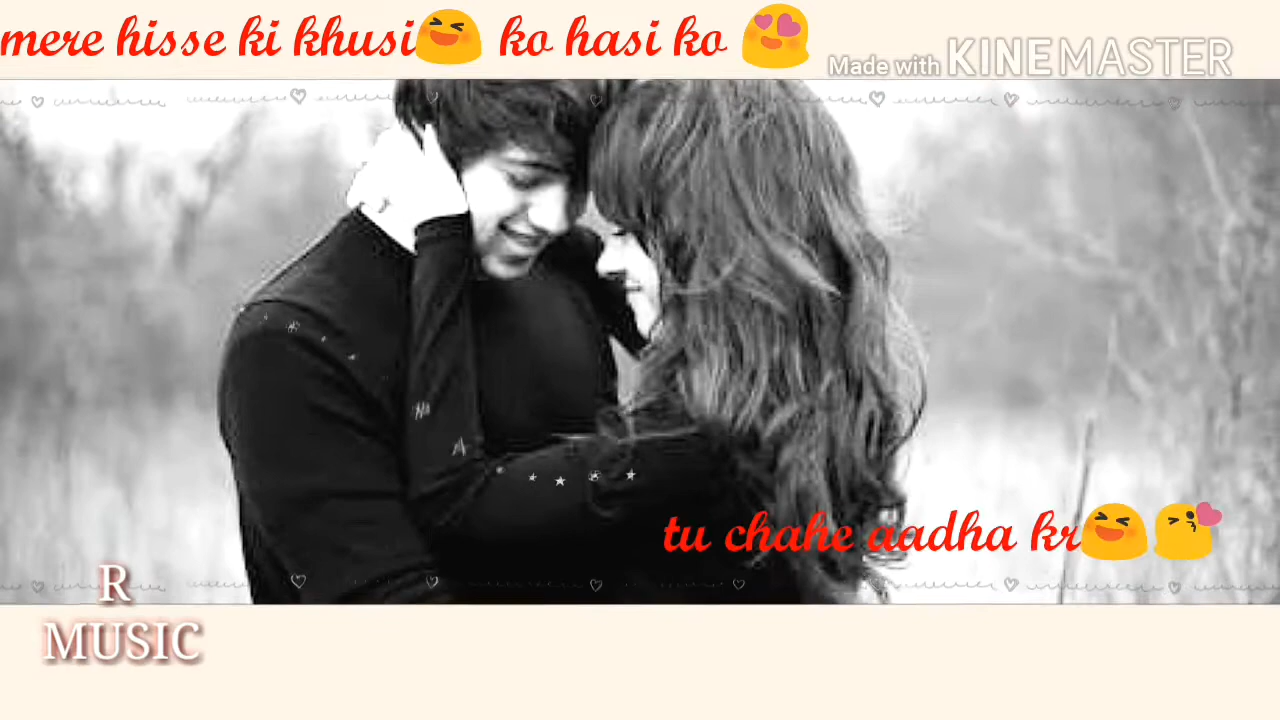 mere hisse ki khusi😆 ko hasi ko 😍
Made with KINEMASTER
tu chahe aadha kr😆😘
R
MUSIC